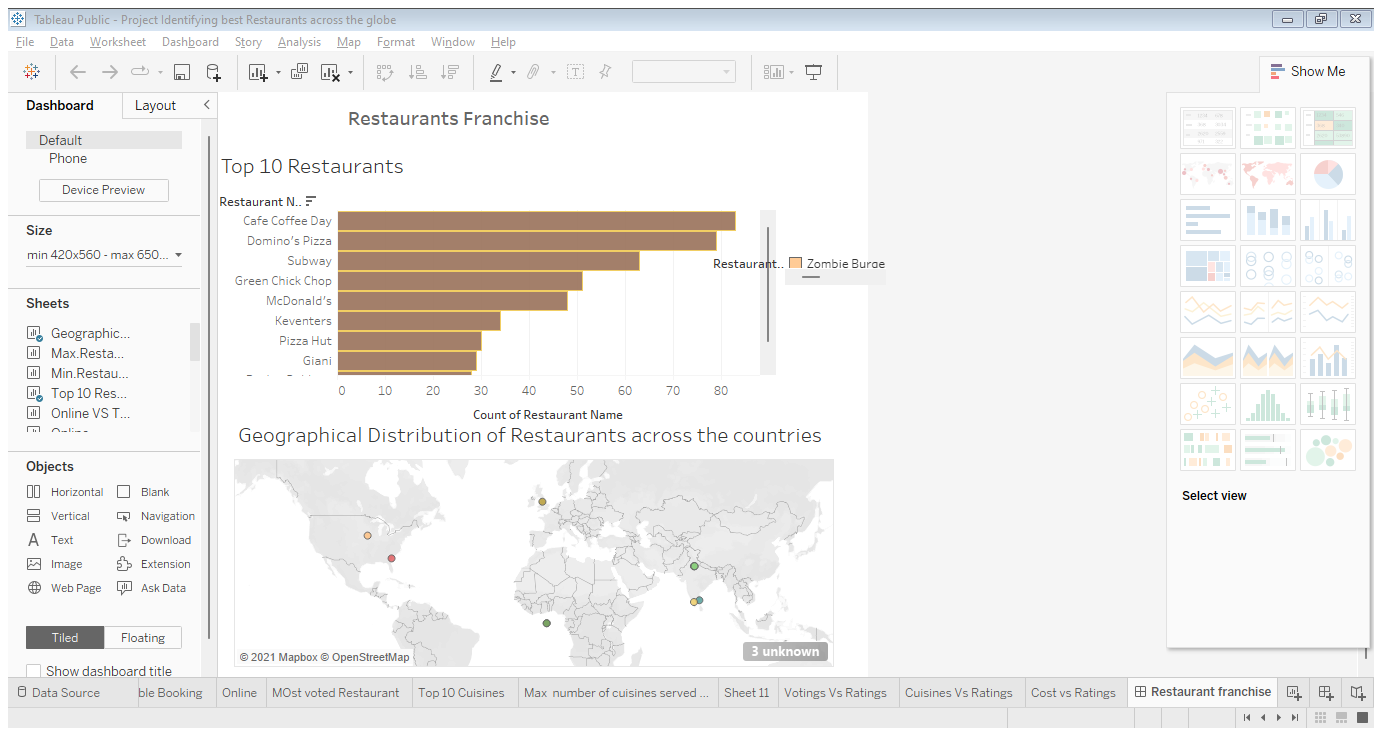 Tableau Public - Project Identifying best Restaurants across the globe
File Data Worksheet Dashboard Story Analysis Map Format Window Help
Show Me
Dashboard Layout
Default
Phone
Device Preview
Size
min 420x560 - max 650...
Sheets
Geographic...
Max.Resta...
Min.Restau...
Top 10 Res...
Online VS T...
Objects
Horizontal Blank
Vertical Navigation
Text Download
Image Extension
Web Page Ask Data
Tiled Floating
Show dashboard title
Restaurants Franchise
Top 10 Restaurants
Restaurant N..
Cafe Coffee Day
Domino's Pizza
Subway
Green Chick Chop
McDonald's
Keventers
Pizza Hut
Giani
0 10 20 30 40 50 60 70 80
Count of Restaurant Name
Restaurant.. Zombie Burge
Geographical Distribution of Restaurants across the countries
© 2021 Mapbox © OpenStreetMap
3 unknown
Select view
Data Source ble Booking Online MOst voted Restaurant Top 10 Cuisines Max number of cuisines served ... Sheet 11 Votings Vs Ratings Cuisines Vs Ratings Cost vs Ratings Restaurant franchise